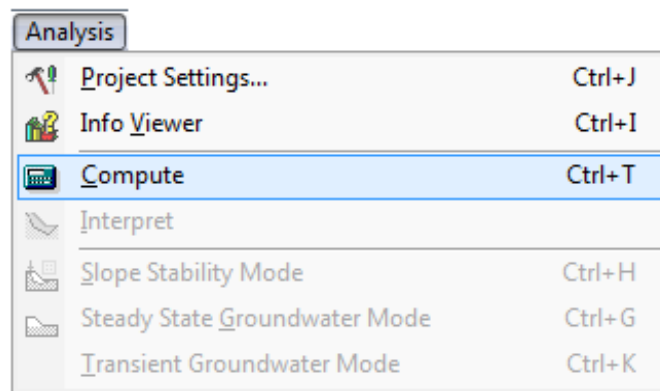 Analysis
Project Settings... Ctrl+J
Info Viewer Ctrl+I
Compute Ctrl+T
Interpret
Slope Stability Mode Ctrl+H
Steady State Groundwater Mode Ctrl+G
Transient Groundwater Mode Ctrl+K